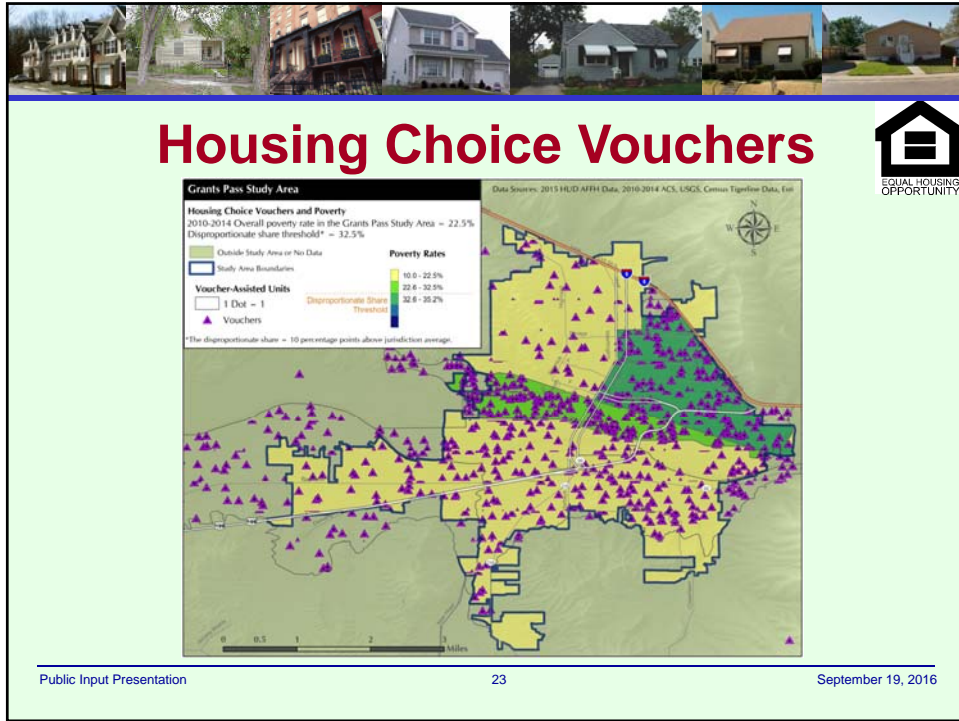 Housing Choice Vouchers
EQUAL HOUSING
OPPORTUNITY
Grants Pass Study Area
Data Sources: 2015 HUD AFFH Data, 2010-2014 ACS, USGS, Census Tigerline Data, Esri
Housing Choice Vouchers and Poverty
2010-2014 Overall poverty rate in the Grants Pass Study Area = 22.5%
Disproportionate share threshold* = 32.5%
Outside Study Area or No Data
Study Area Boundaries
Voucher-Assisted Units
1 Dot = 1
Vouchers
Poverty Rates
10.0 - 22.5%
22.6 - 32.5%
32.6 - 35.2%
Disproportionate Share
Threshold
*The disproportionate share = 10 percentage points above jurisdiction average.
N
W E
S
5
0 0.5 1 2 3
Miles
Public Input Presentation 23 September 19, 2016